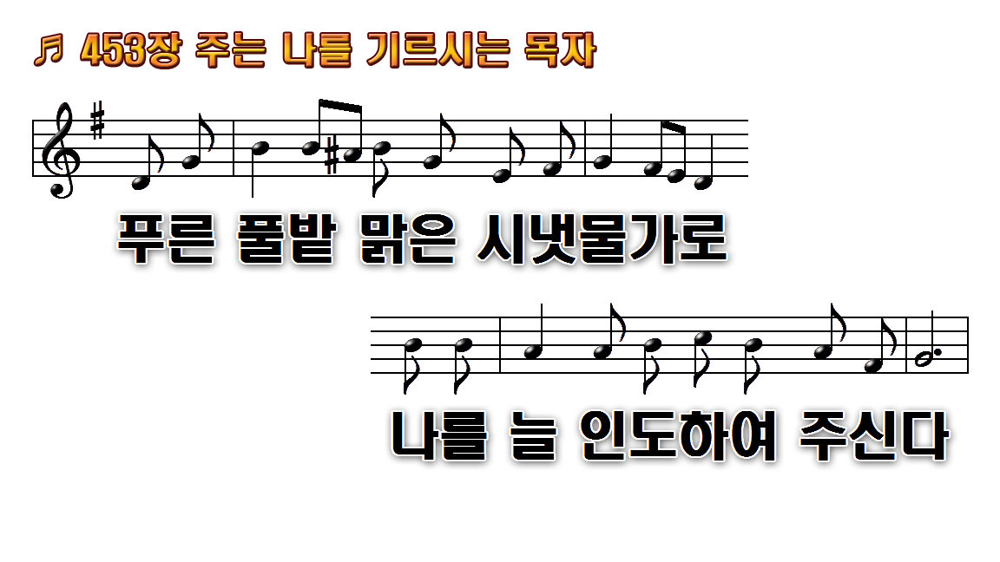 453장 주는 나를 기르시는 목자
푸른 풀밭 맑은 시냇물가로
나를 늘 인도하여 주신다